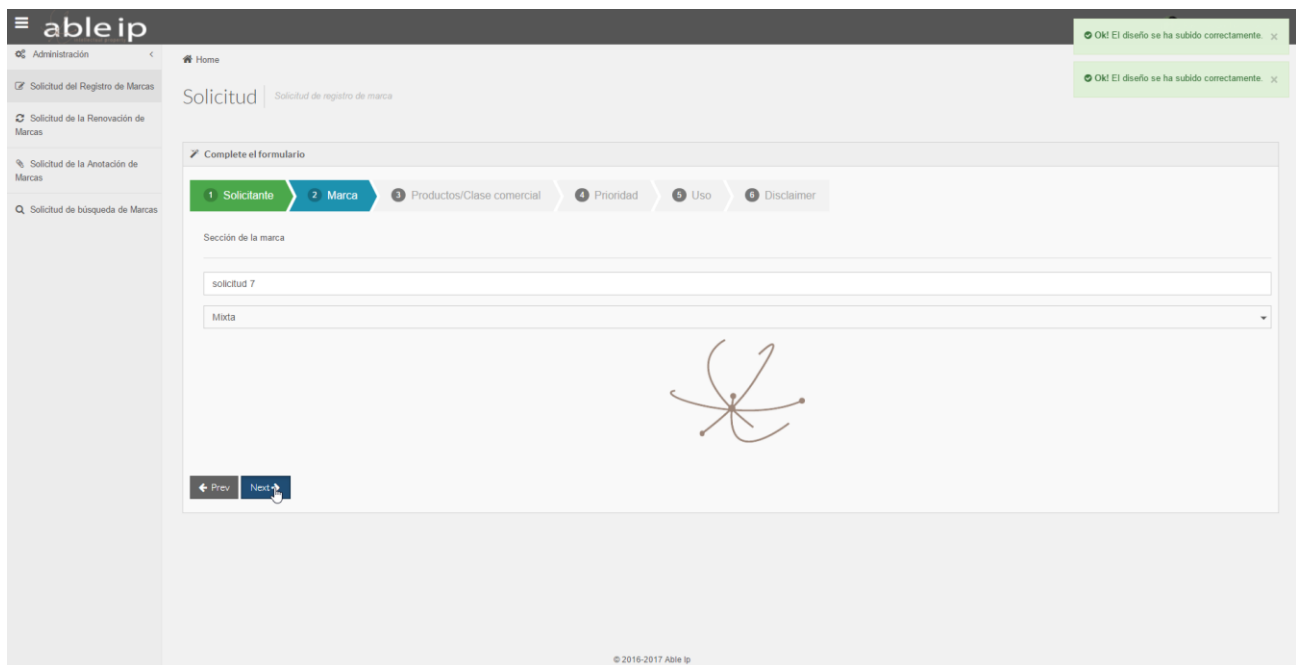 able ip
Ok! El diseño se ha subido correctamente. ×
Ok! El diseño se ha subido correctamente. ×
Administración <
Solicitud del Registro de Marcas
Solicitud de la Renovación de
Marcas
Solicitud de la Anotación de
Marcas
Solicitud de búsqueda de Marcas
Home
Solicitud Solicitud de registro de marca
Complete el formulario
1 Solicitante 2 Marca 3 Productos/Clase comercial 4 Prioridad 5 Uso 6 Disclaimer
Sección de la marca
solicitud 7
Mixta
Prev Next
© 2016-2017 Able Ip